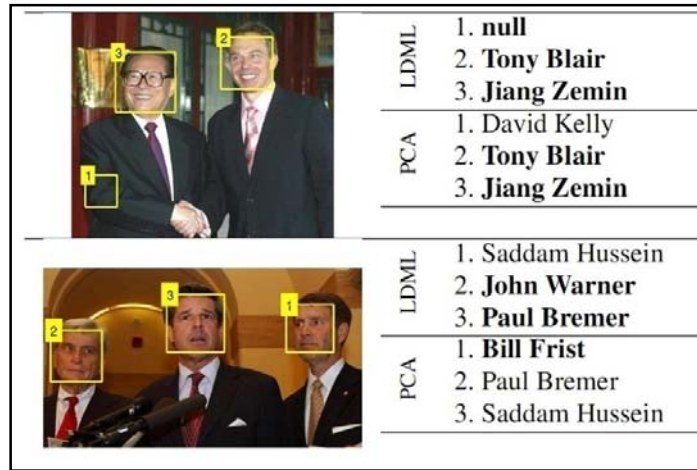 3
2
1
LDML
1. null
2. Tony Blair
3. Jiang Zemin
PCA
1. David Kelly
2. Tony Blair
3. Jiang Zemin
2
3
1
LDML
1. Saddam Hussein
2. John Warner
3. Paul Bremer
PCA
1. Bill Frist
2. Paul Bremer
3. Saddam Hussein